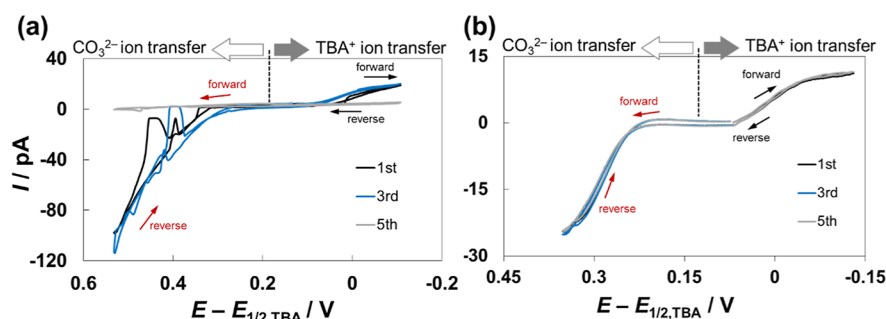 (a)
CO₃²⁻ ion transfer
TBA⁺ ion transfer
40
0
-40
-80
-120
I / pA
forward
forward
reverse
reverse
1st
3rd
5th
0.6
0.4
0.2
0
-0.2
E – E1/2,TBA / V
(b)
CO₃²⁻ ion transfer
TBA⁺ ion transfer
15
0
-15
-30
forward
forward
reverse
reverse
1st
3rd
5th
0.45
0.3
0.15
0
-0.15
E – E1/2,TBA / V